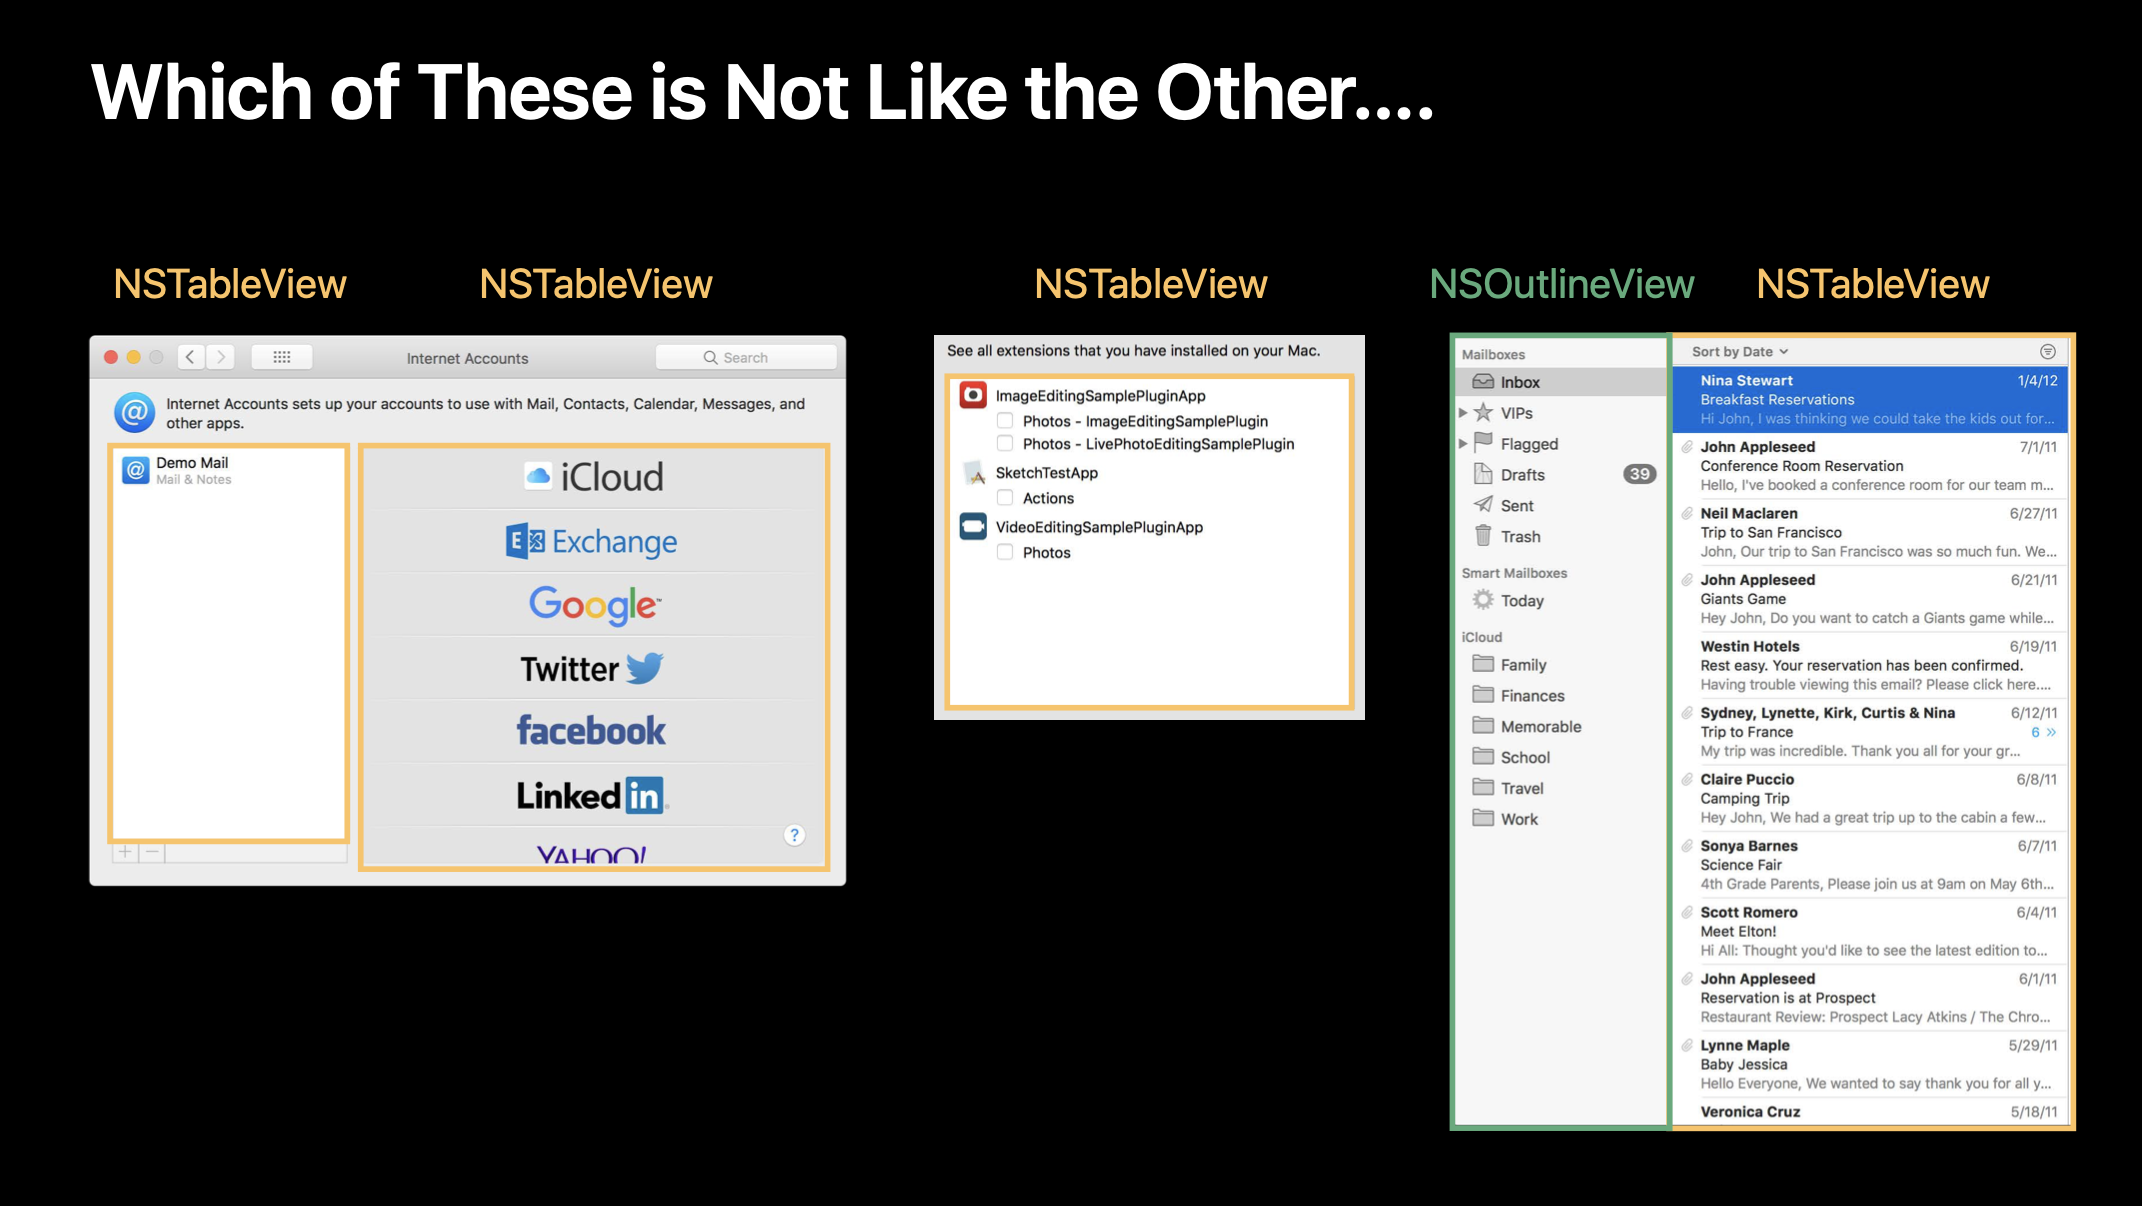 Which of These is Not Like the Other....
NSTableView
NSTableView
NSTableView
NSOutlineView
NSTableView
Internet Accounts
Search
@
Internet Accounts sets up your accounts to use with Mail, Contacts, Calendar, Messages, and
other apps.
@
Demo Mail
Mail & Notes
iCloud
E Exchange
Google™
Twitter
facebook
Linked in
YAHOO!
?
See all extensions that you have installed on your Mac.
ImageEditingSamplePluginApp
Photos - ImageEditingSamplePlugin
Photos - LivePhotoEditingSamplePlugin
SketchTestApp
Actions
VideoEditingSamplePluginApp
Photos
Mailboxes
Inbox
VIPs
Flagged
Drafts 39
Sent
Trash
Smart Mailboxes
Today
iCloud
Family
Finances
Memorable
School
Travel
Work
Sort by Date
Nina Stewart 1/4/12
Breakfast Reservations
Hi John, I was thinking we could take the kids out for...
John Appleseed 7/1/11
Conference Room Reservation
Hello, I've booked a conference room for our team m...
Neil Maclaren 6/27/11
Trip to San Francisco
John, Our trip to San Francisco was so much fun. We...
John Appleseed 6/21/11
Giants Game
Hey John, Do you want to catch a Giants game while...
Westin Hotels 6/19/11
Rest easy. Your reservation has been confirmed.
Having trouble viewing this email? Please click here....
Sydney, Lynette, Kirk, Curtis & Nina 6/12/11
Trip to France 6 »
My trip was incredible. Thank you all for your gr...
Claire Puccio 6/8/11
Camping Trip
Hey John, We had a great trip up to the cabin a few...
Sonya Barnes 6/7/11
Science Fair
4th Grade Parents, Please join us at 9am on May 6th...
Scott Romero 6/4/11
Meet Elton!
Hi All: Thought you'd like to see the latest edition to...
John Appleseed 6/1/11
Reservation is at Prospect
Restaurant Review: Prospect Lacy Atkins / The Chro...
Lynne Maple 5/29/11
Baby Jessica
Hello Everyone, We wanted to say thank you for all y...
Veronica Cruz 5/18/11